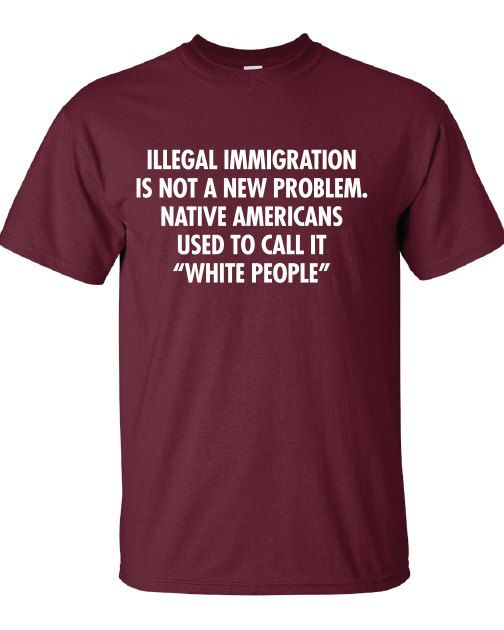 ILLEGAL IMMIGRATION
IS NOT A NEW PROBLEM.
NATIVE AMERICANS
USED TO CALL IT
“WHITE PEOPLE”